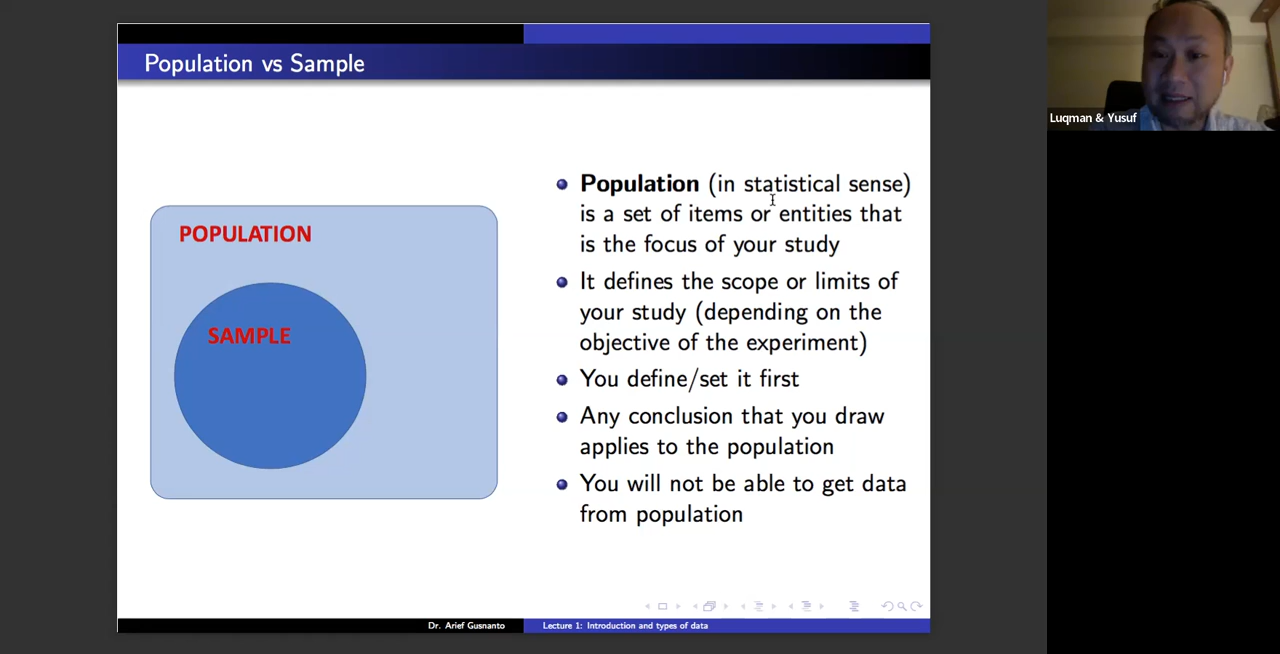 Population vs Sample
POPULATION
SAMPLE
Population (in statistical sense)
is a set of items or entities that
is the focus of your study
It defines the scope or limits of
your study (depending on the
objective of the experiment)
You define/set it first
Any conclusion that you draw
applies to the population
You will not be able to get data
from population
Dr. Arief Gusnanto
Lecture 1: Introduction and types of data
Luqman & Yusuf